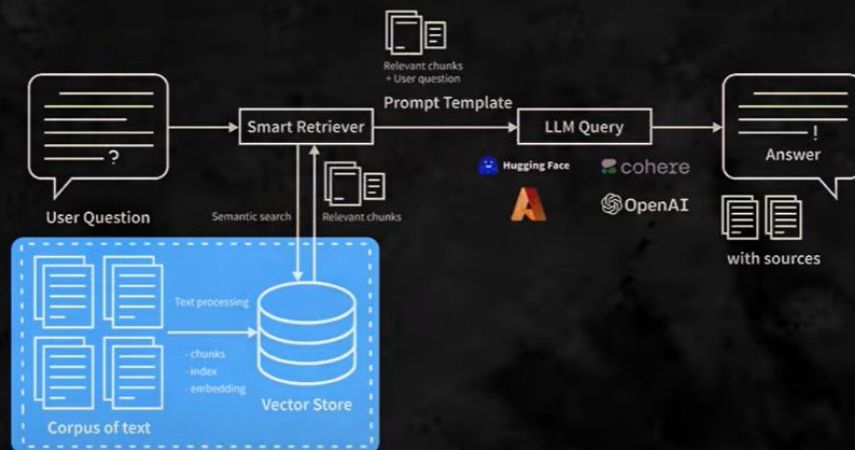 Relevant chunks
+ User question
Prompt Template
Smart Retriever
LLM Query
?
!
Answer
Hugging Face
cohere
OpenAI
User Question
Semantic search
Relevant chunks
with sources
Text processing
- chunks
- index
- embedding
Vector Store
Corpus of text